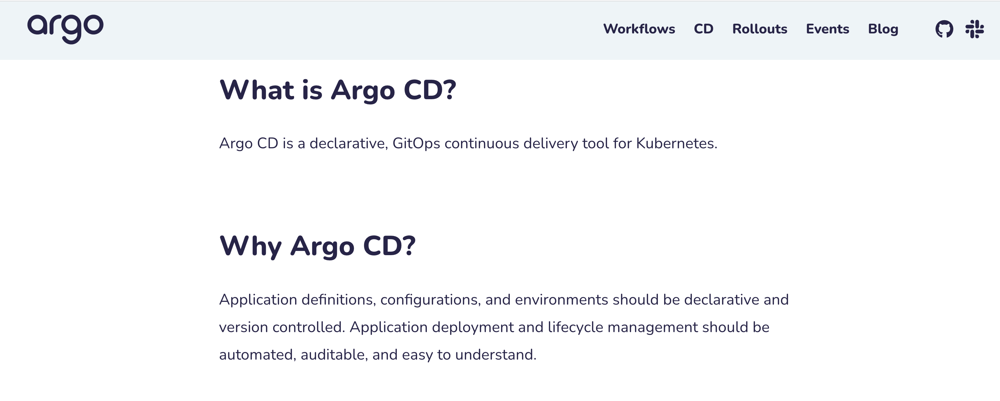 argo
Workflows CD Rollouts Events Blog
What is Argo CD?
Argo CD is a declarative, GitOps continuous delivery tool for Kubernetes.
Why Argo CD?
Application definitions, configurations, and environments should be declarative and
version controlled. Application deployment and lifecycle management should be
automated, auditable, and easy to understand.